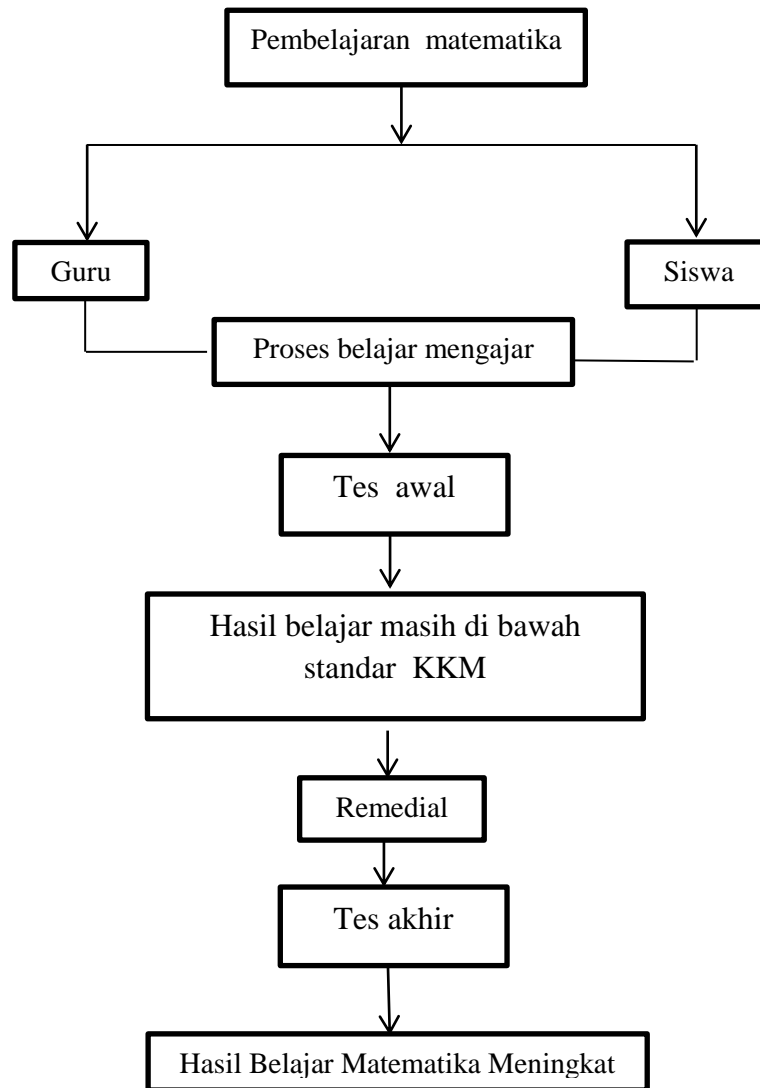 Pembelajaran matematika
Guru
Siswa
Proses belajar mengajar
Tes awal
Hasil belajar masih di bawah
standar KKM
Remedial
Tes akhir
Hasil Belajar Matematika Meningkat